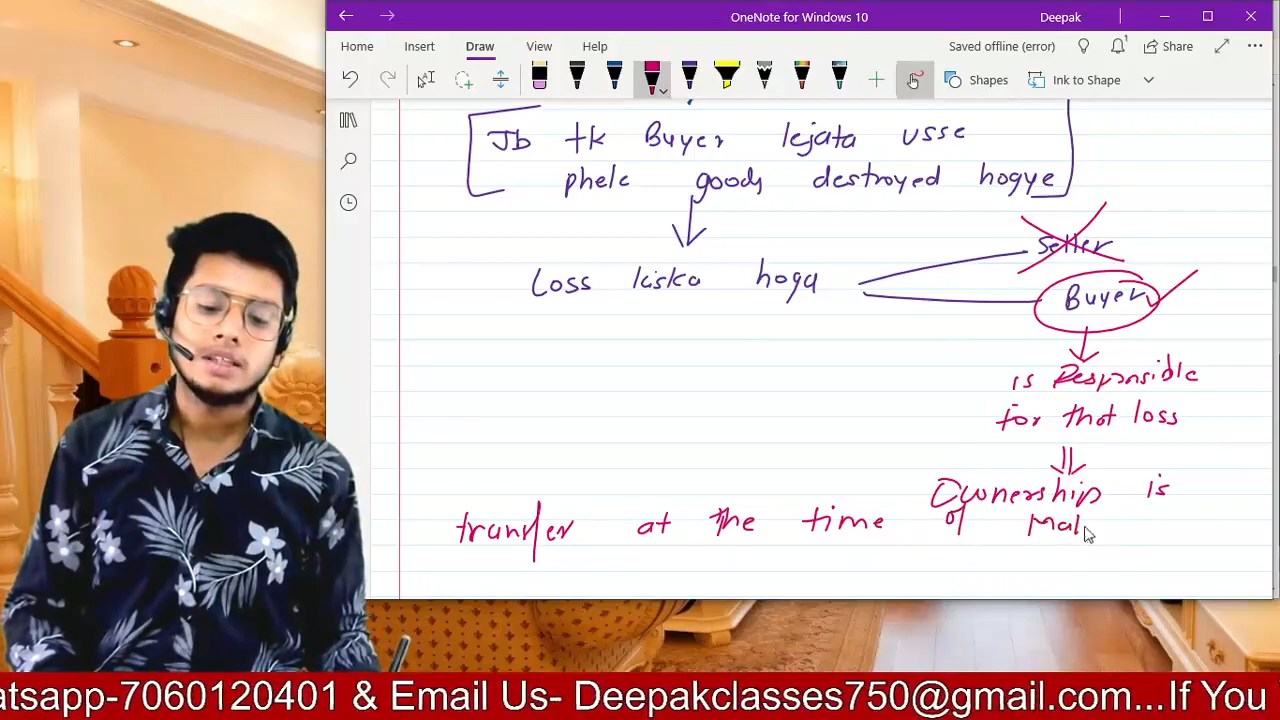 OneNote for Windows 10
Deepak
Home Insert Draw View Help
Saved offline (error)
Share
Shapes
Ink to Shape
Jb tk Buyer lejata usse
phele goods destroyed hogye
Seller
Loss kiska hoga
Buyer
is Responsible
for that loss
Ownership is
transfer at the time of Mak
atsapp-7060120401 & Email Us- Deepakclasses750@gmail.com...If You